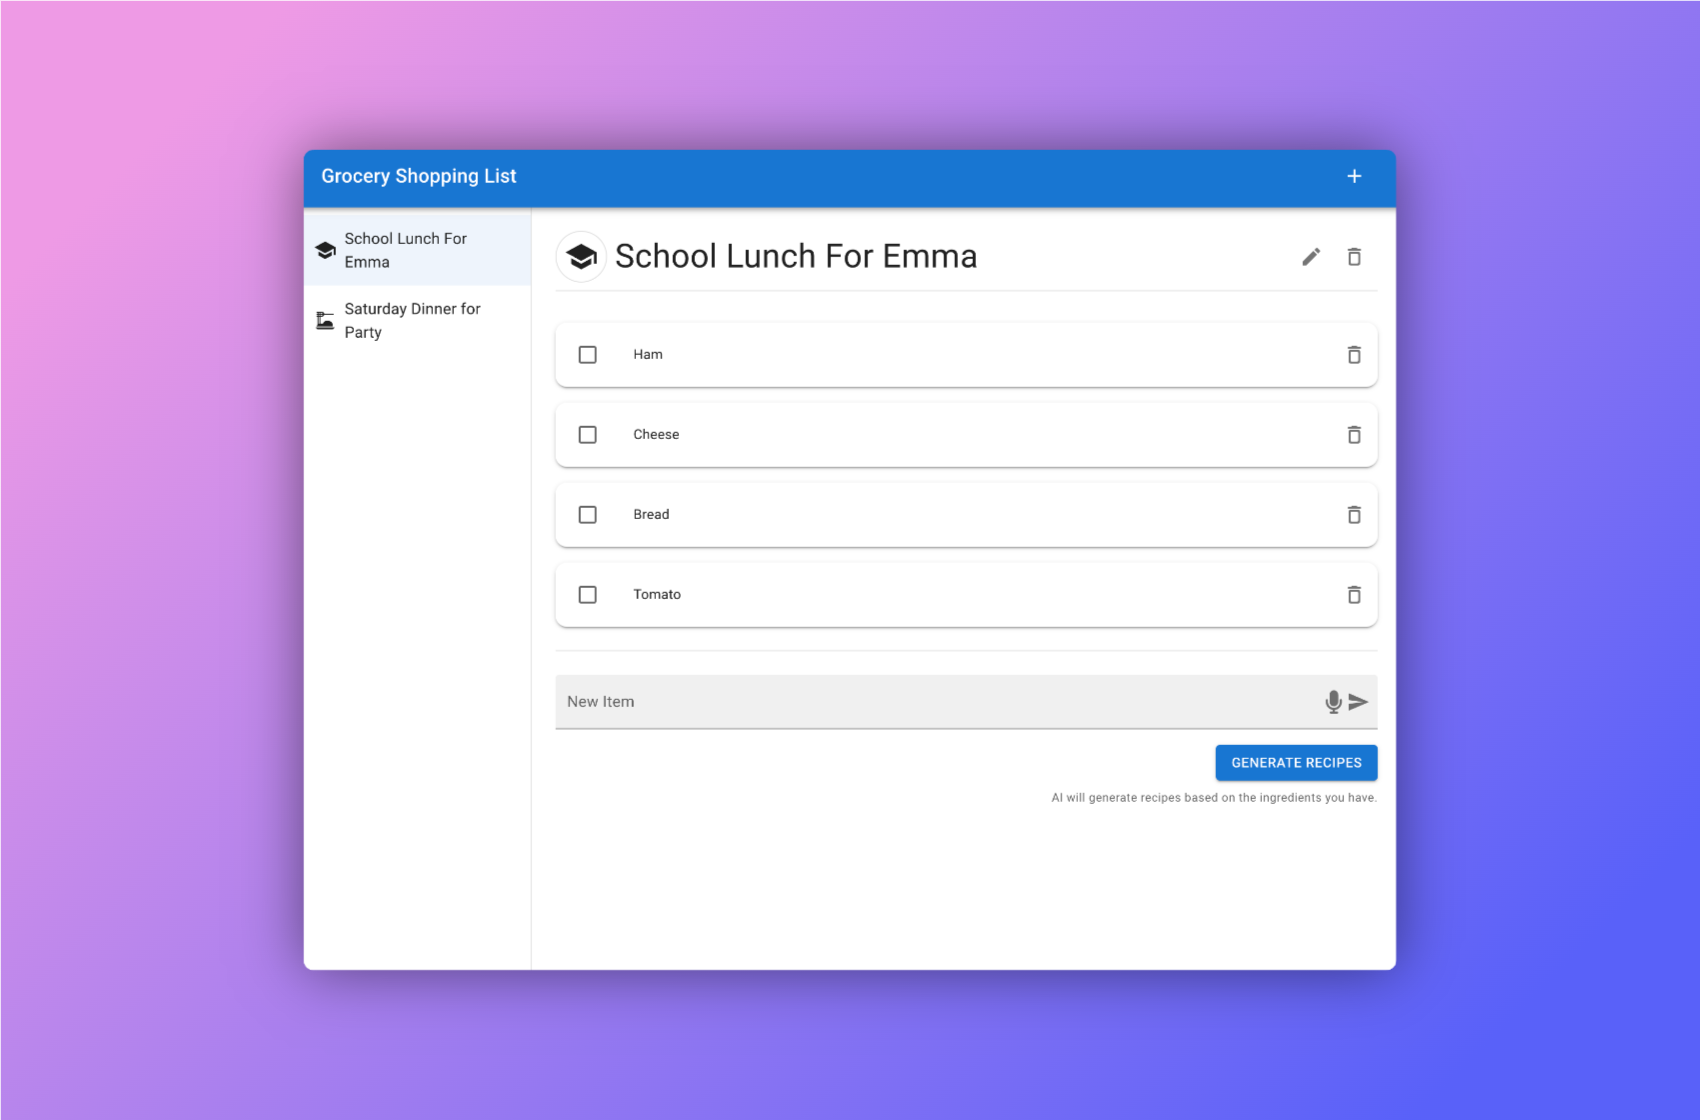 Grocery Shopping List
School Lunch For
Emma
Saturday Dinner for
Party
School Lunch For Emma
Ham
Cheese
Bread
Tomato
New Item
GENERATE RECIPES
AI will generate recipes based on the ingredients you have.